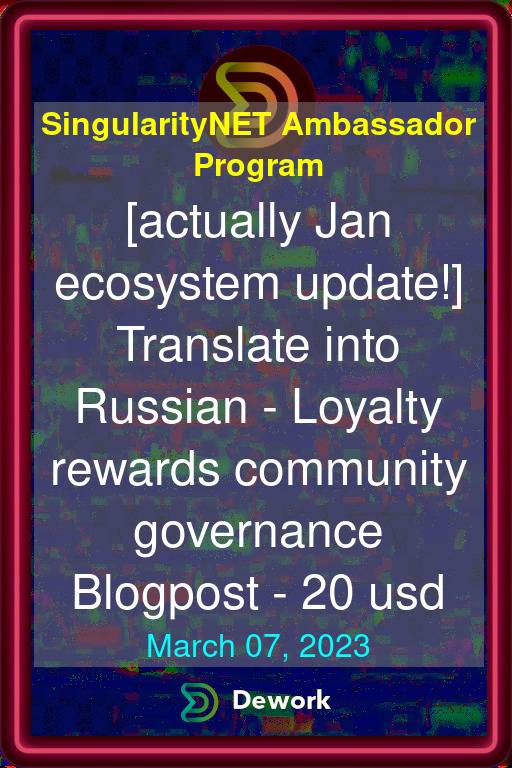 SingularityNET Ambassador
Program
[actually Jan
ecosystem update!]
Translate into
Russian - Loyalty
rewards community
governance
Blogpost - 20 usd
March 07, 2023
Dework